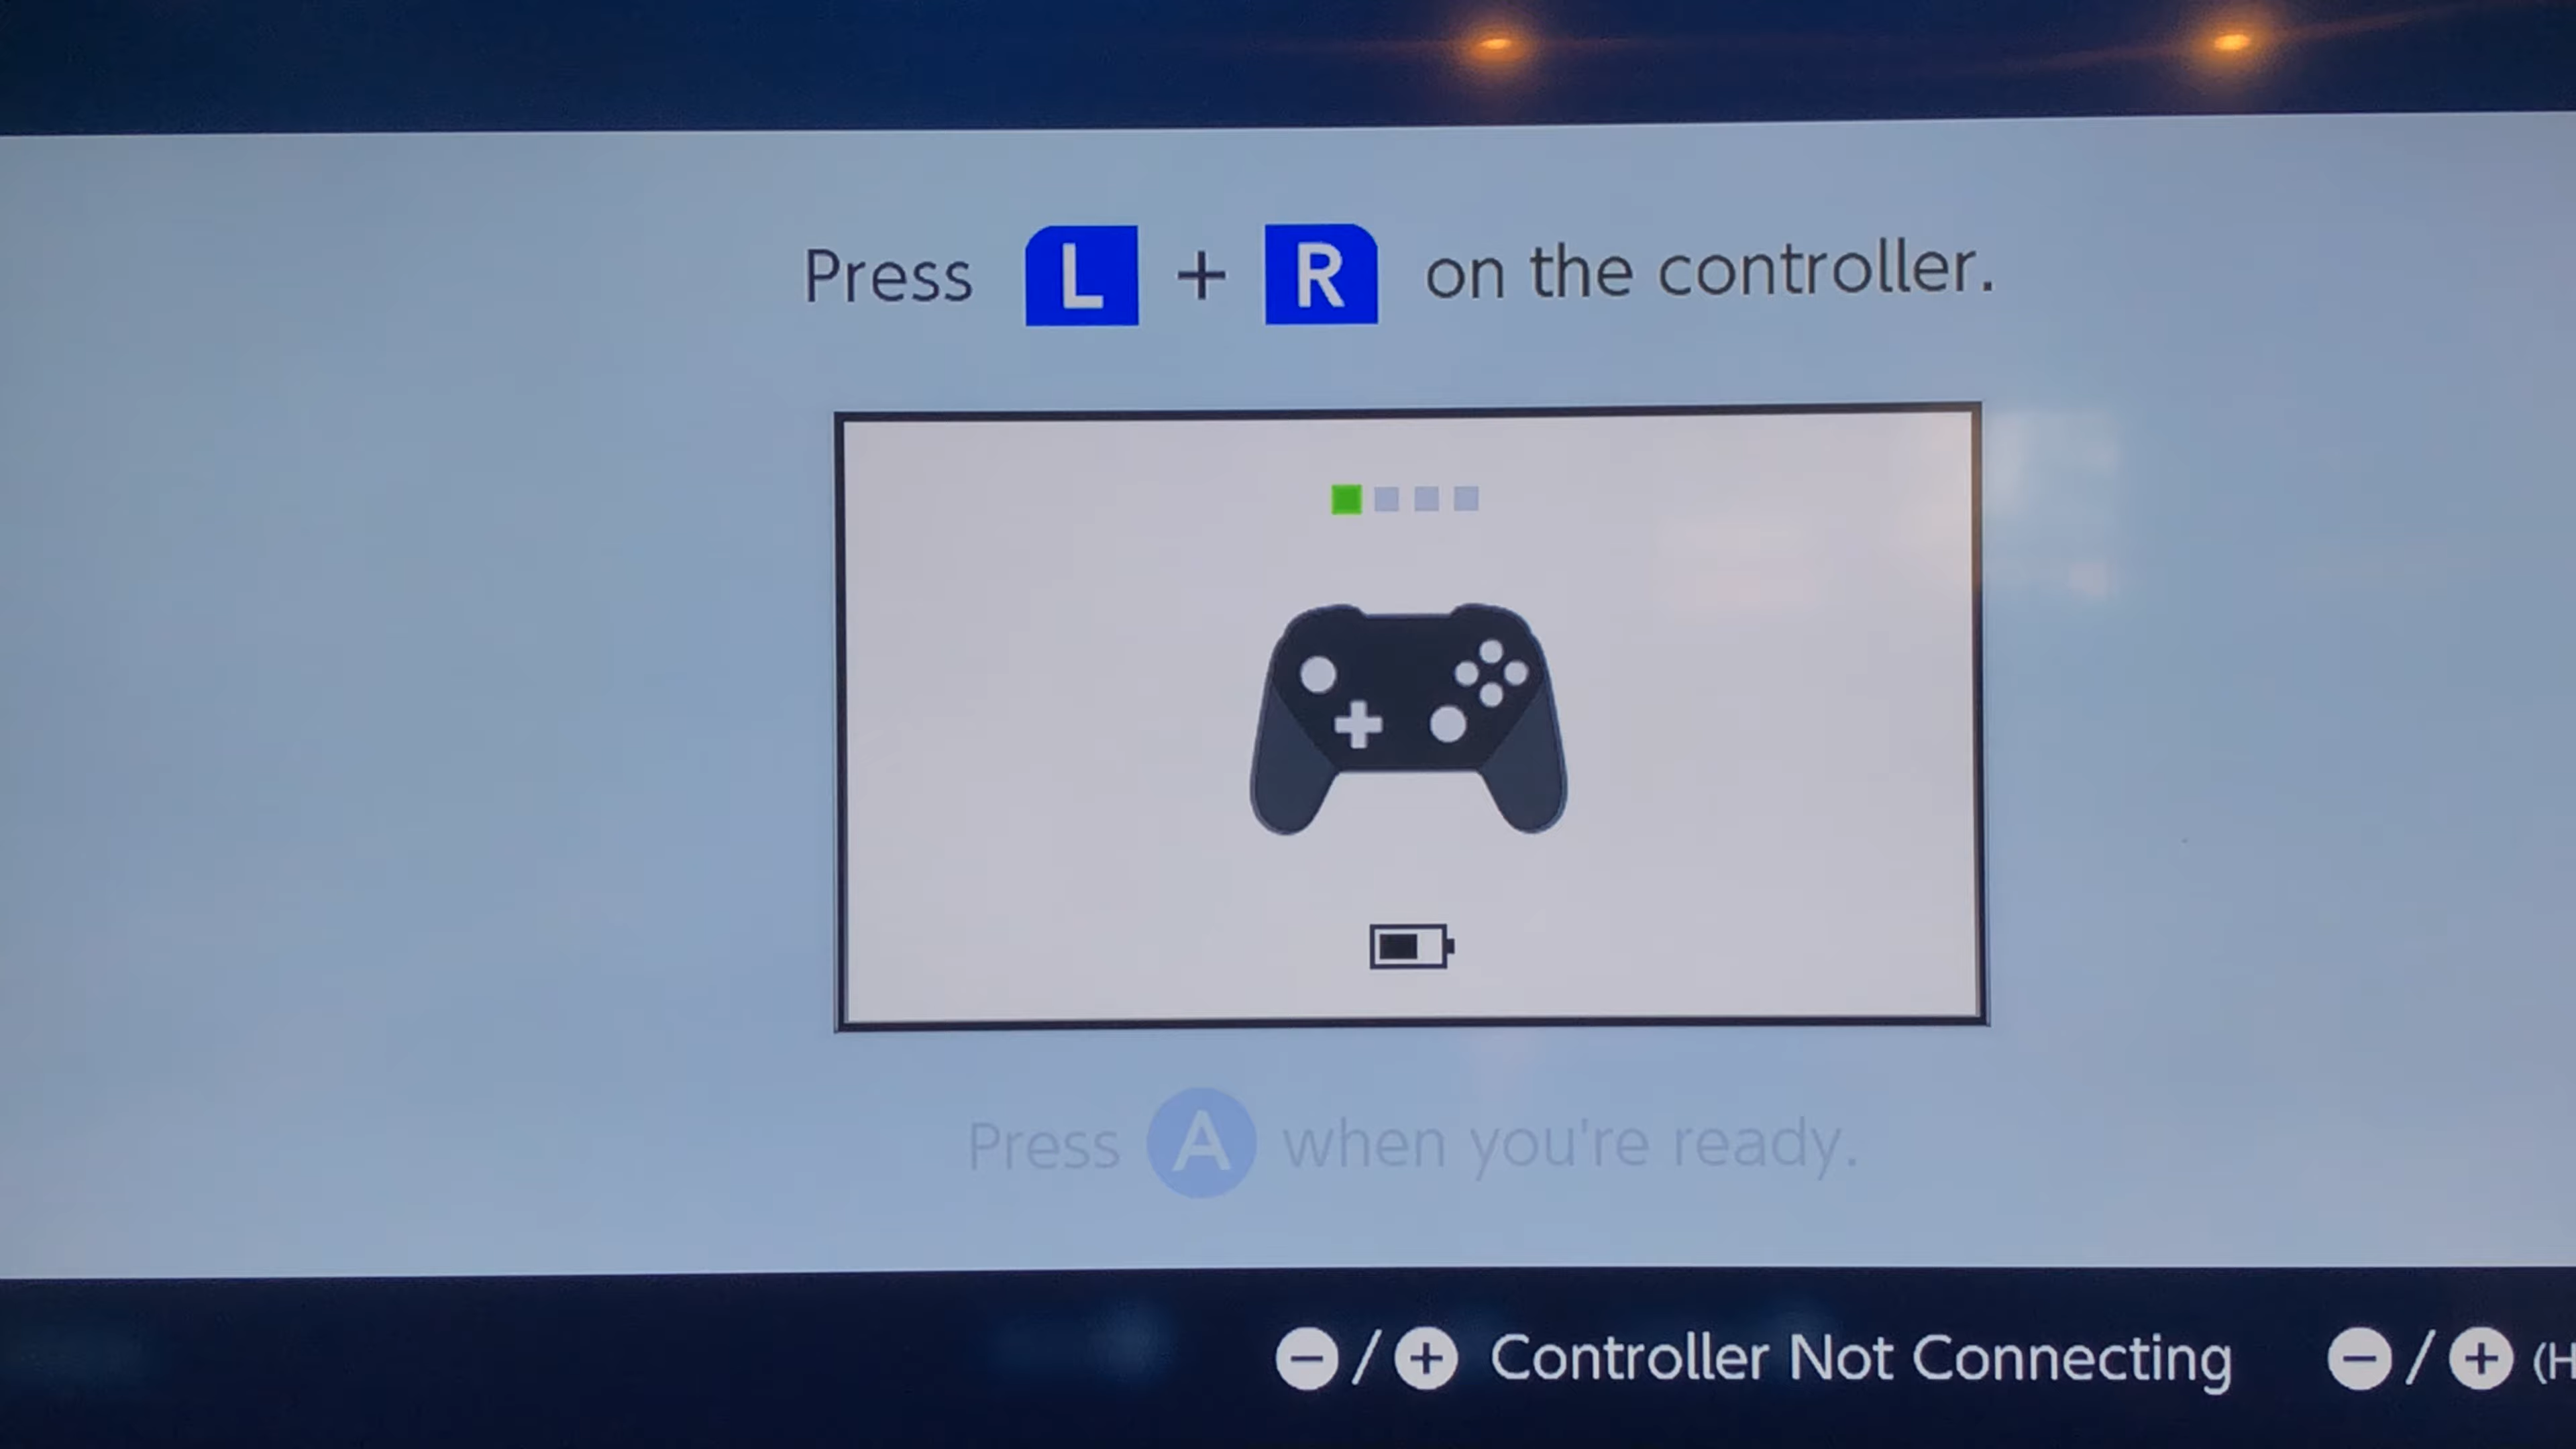 Press L + R on the controller.
Press A when you're ready.
−/+ Controller Not Connecting −/+ (H